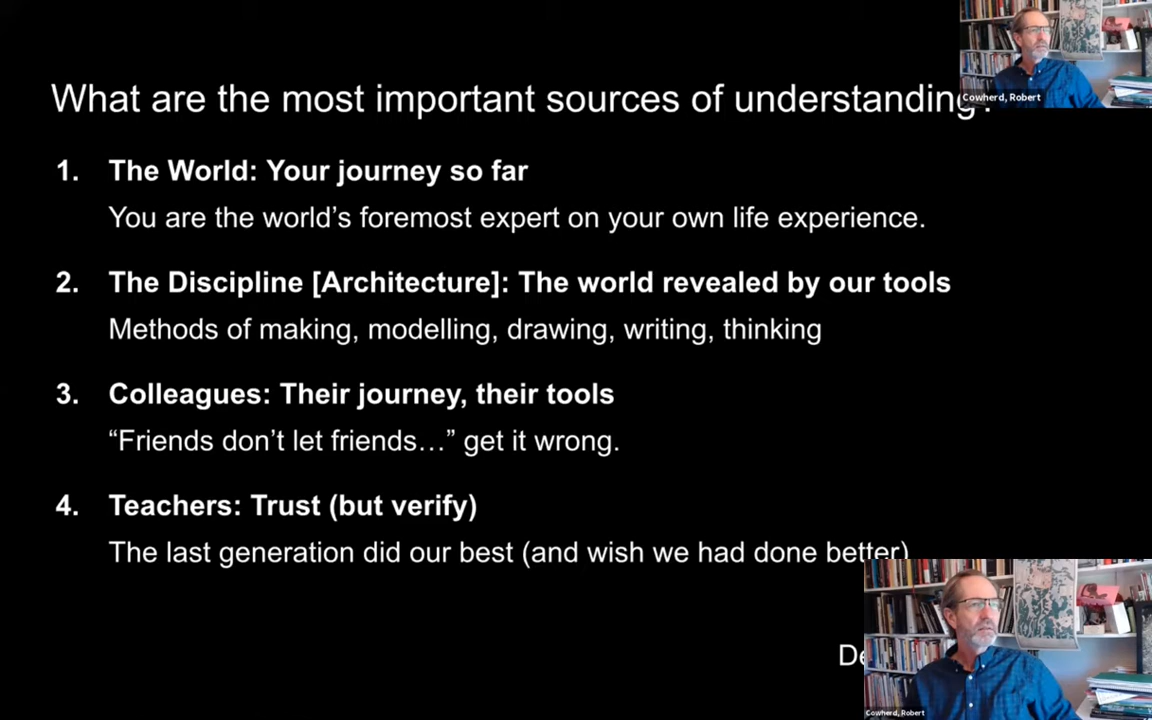 What are the most important sources of understanding?
Cowherd, Robert
1. The World: Your journey so far
You are the world’s foremost expert on your own life experience.
2. The Discipline [Architecture]: The world revealed by our tools
Methods of making, modelling, drawing, writing, thinking
3. Colleagues: Their journey, their tools
“Friends don’t let friends…” get it wrong.
4. Teachers: Trust (but verify)
The last generation did our best (and wish we had done better)
Cowherd, Robert